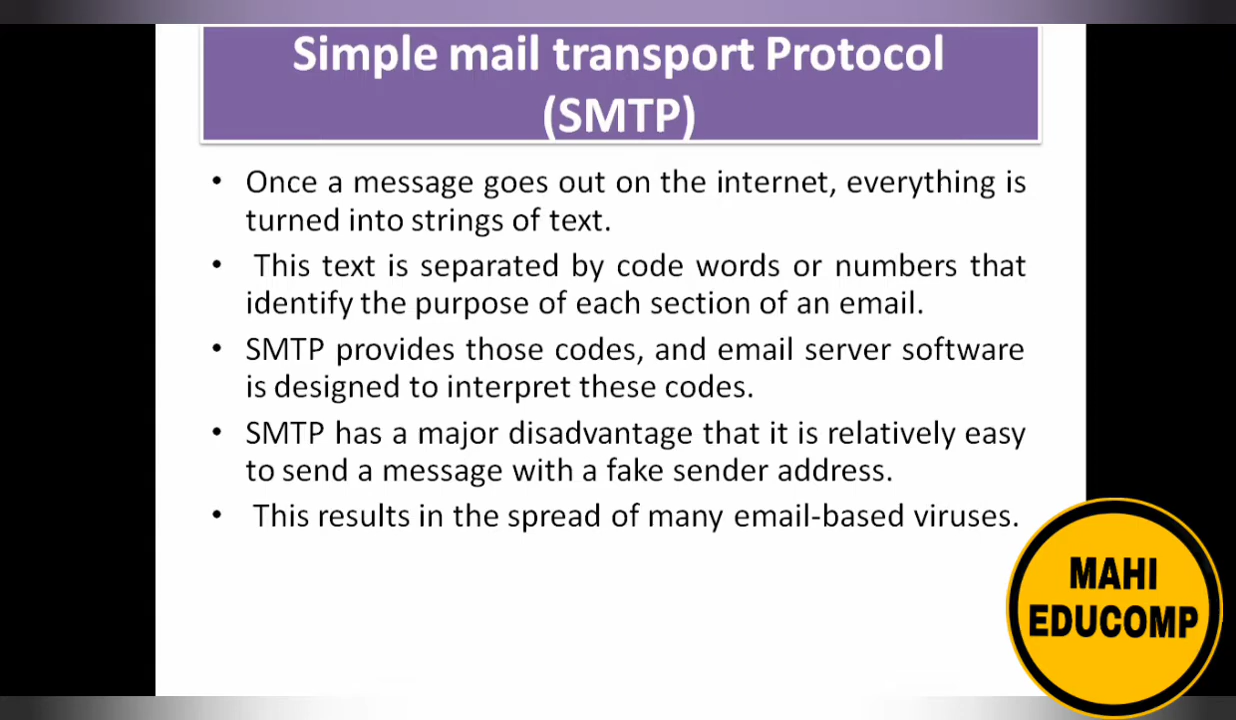 Simple mail transport Protocol
(SMTP)
• Once a message goes out on the internet, everything is
turned into strings of text.
• This text is separated by code words or numbers that
identify the purpose of each section of an email.
• SMTP provides those codes, and email server software
is designed to interpret these codes.
• SMTP has a major disadvantage that it is relatively easy
to send a message with a fake sender address.
• This results in the spread of many email-based viruses.
MAHI
EDUCOMP